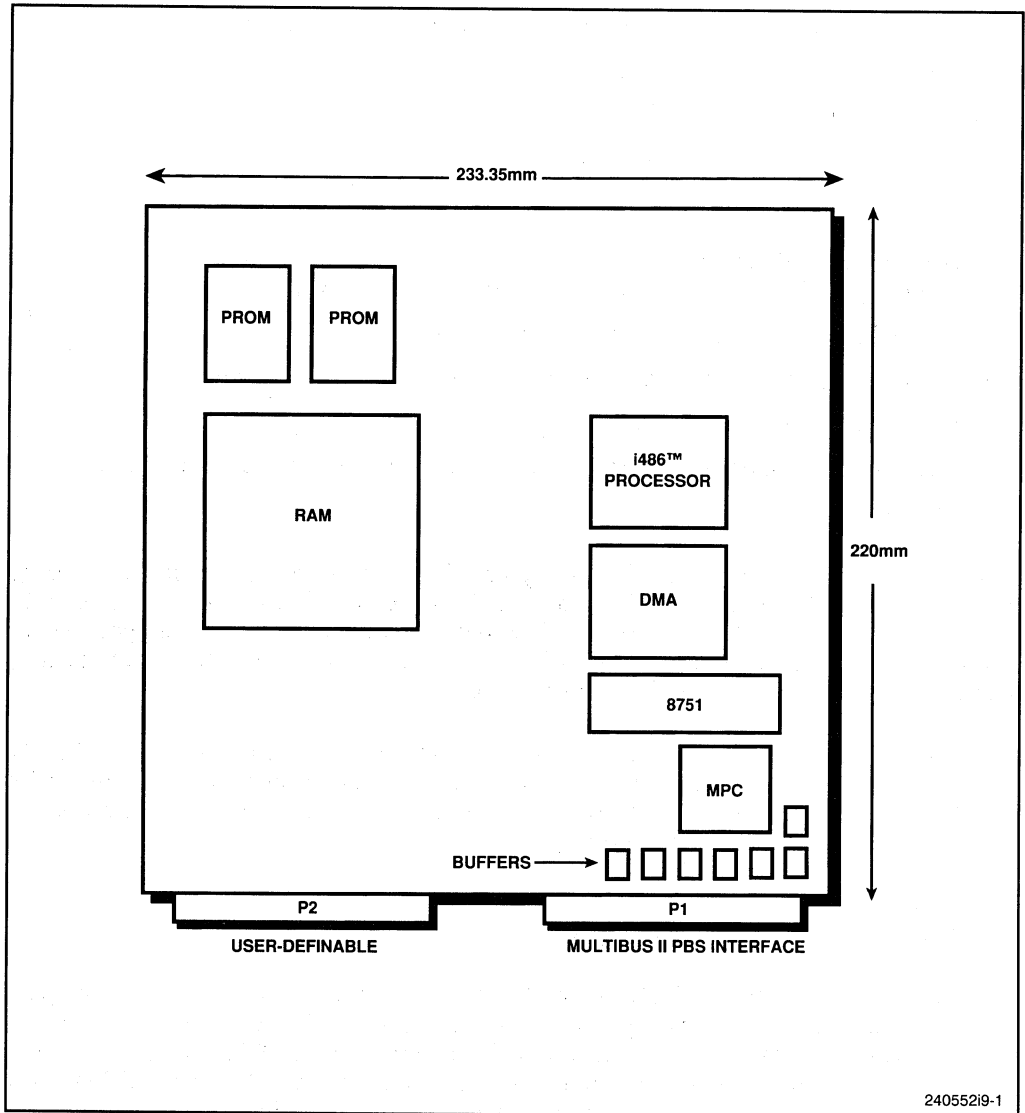 233.35mm
PROM
PROM
i486™
PROCESSOR
RAM
220mm
DMA
8751
MPC
BUFFERS
P2
P1
USER-DEFINABLE
MULTIBUS II PBS INTERFACE
240552i9-1